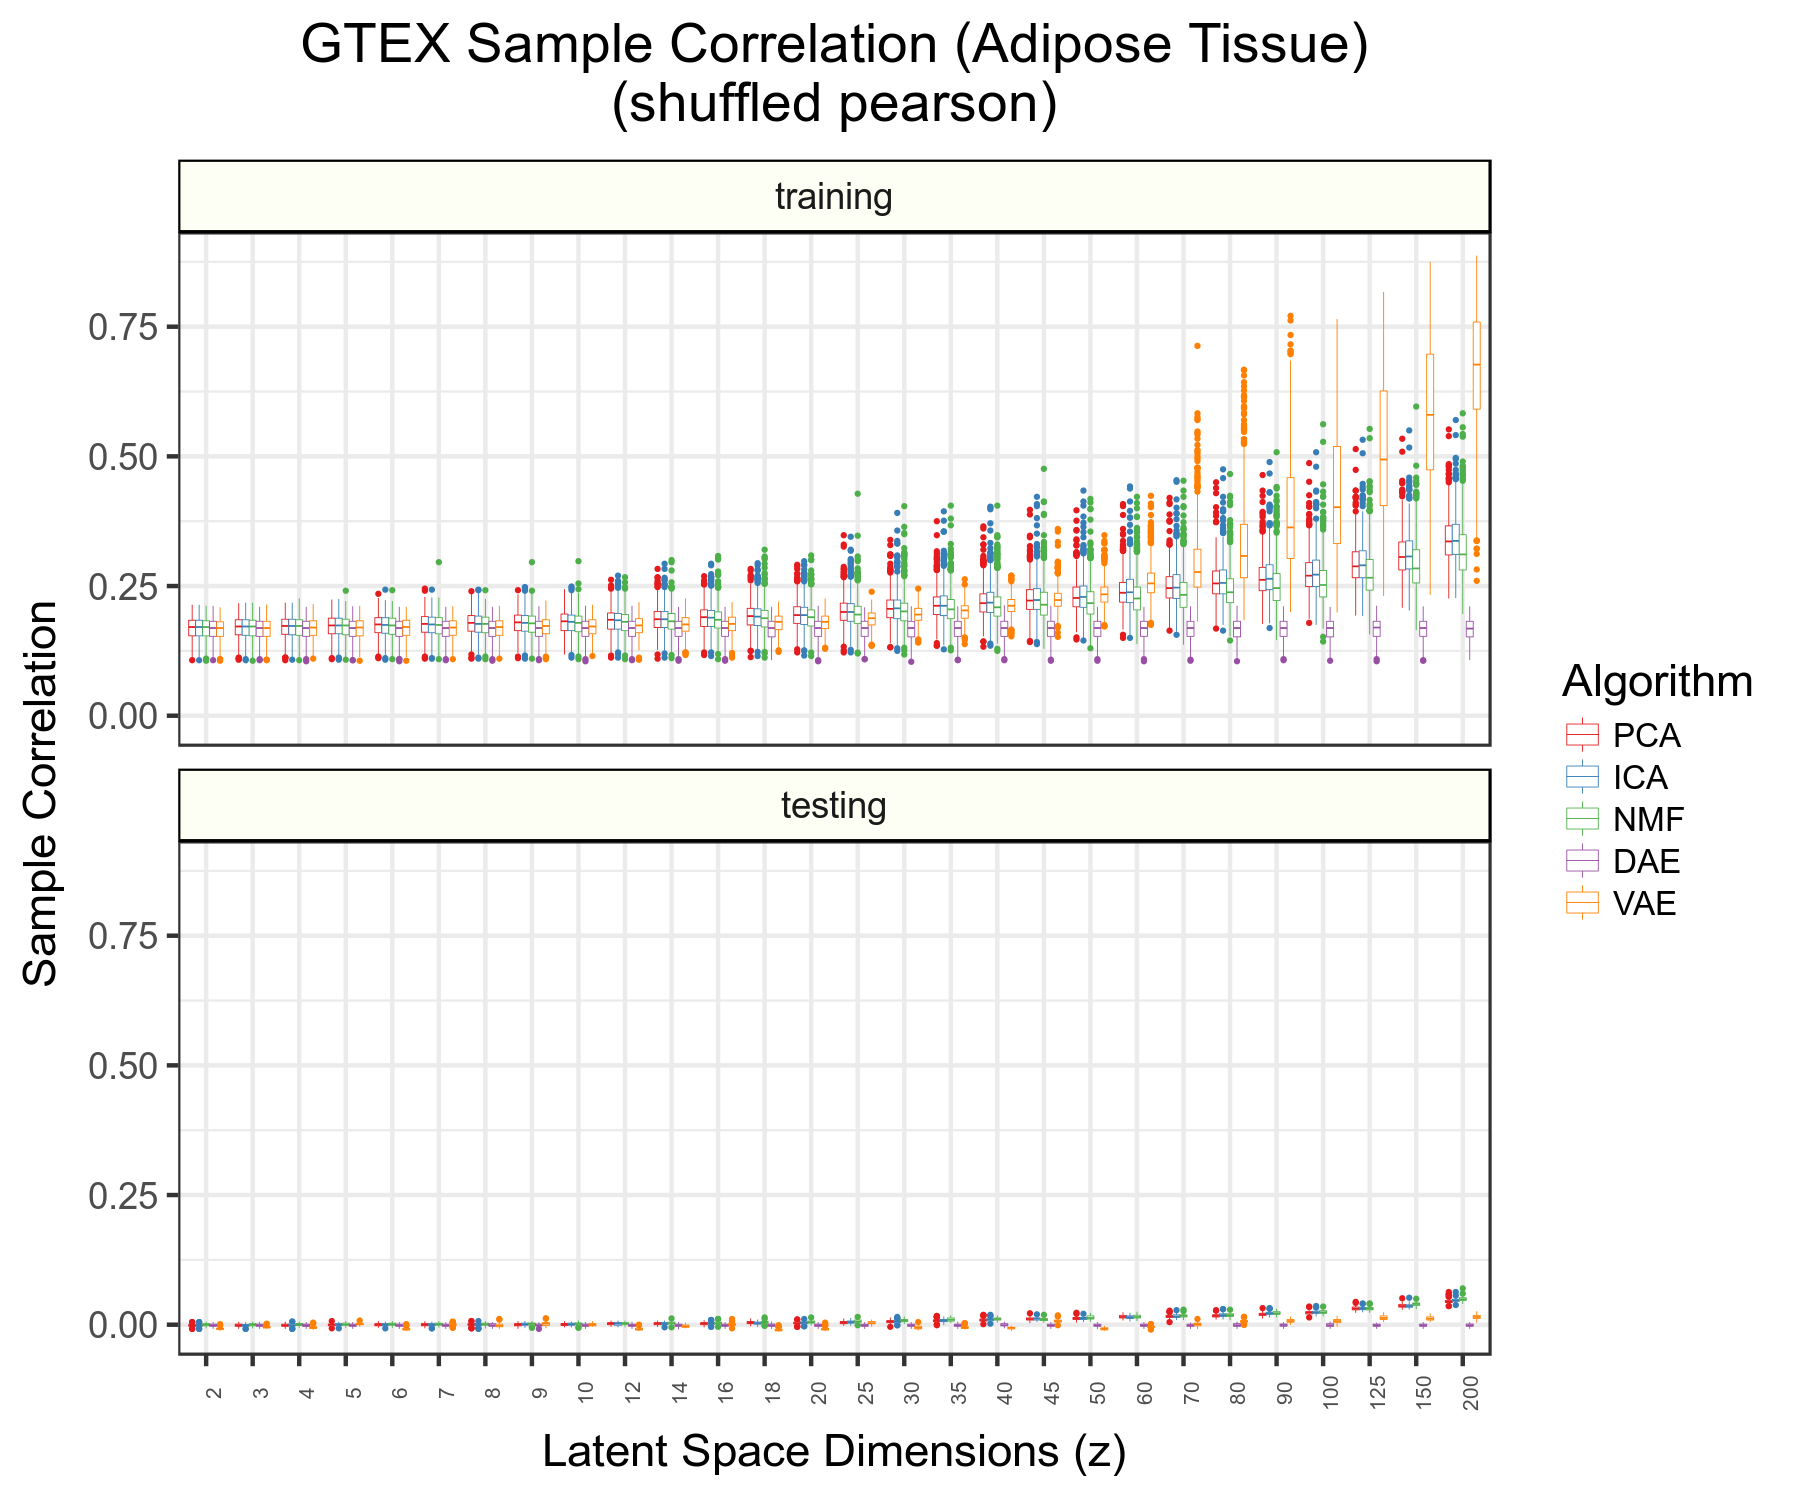 GTEX Sample Correlation (Adipose Tissue)
(shuffled pearson)
training
0.75
0.50
0.25
0.00
testing
0.75
0.50
0.25
0.00
Sample Correlation
2 3 4 5 6 7 8 9 10 12 14 16 18 20 25 30 35 40 45 50 60 70 80 90 100 125 150 200
Latent Space Dimensions (z)
Algorithm
PCA
ICA
NMF
DAE
VAE